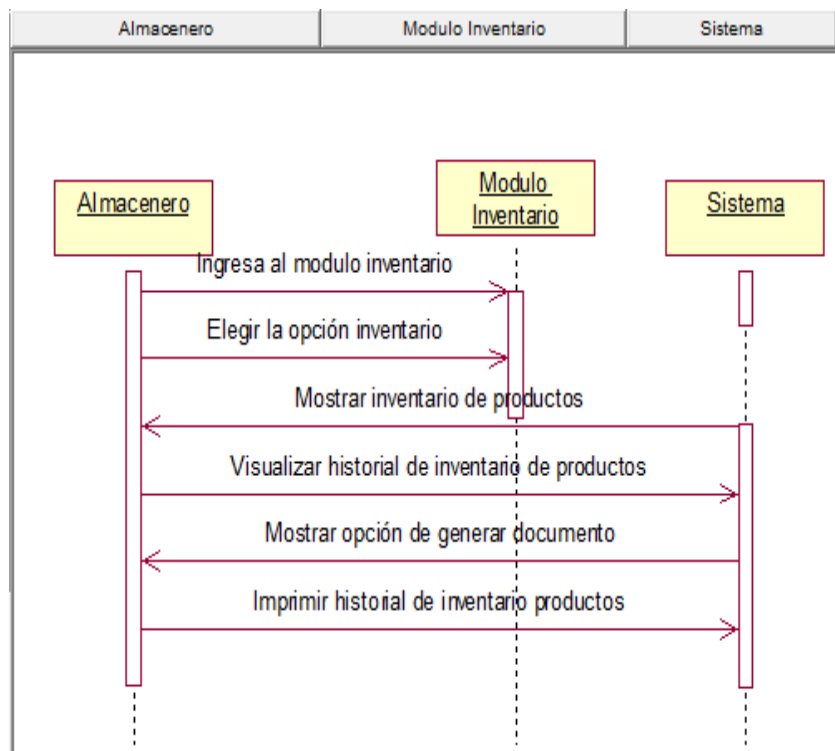 Almacenero
Modulo Inventario
Sistema
Almacenero
Modulo
Inventario
Sistema
Ingresa al modulo inventario
Elegir la opción inventario
Mostrar inventario de productos
Visualizar historial de inventario de productos
Mostrar opción de generar documento
Imprimir historial de inventario productos